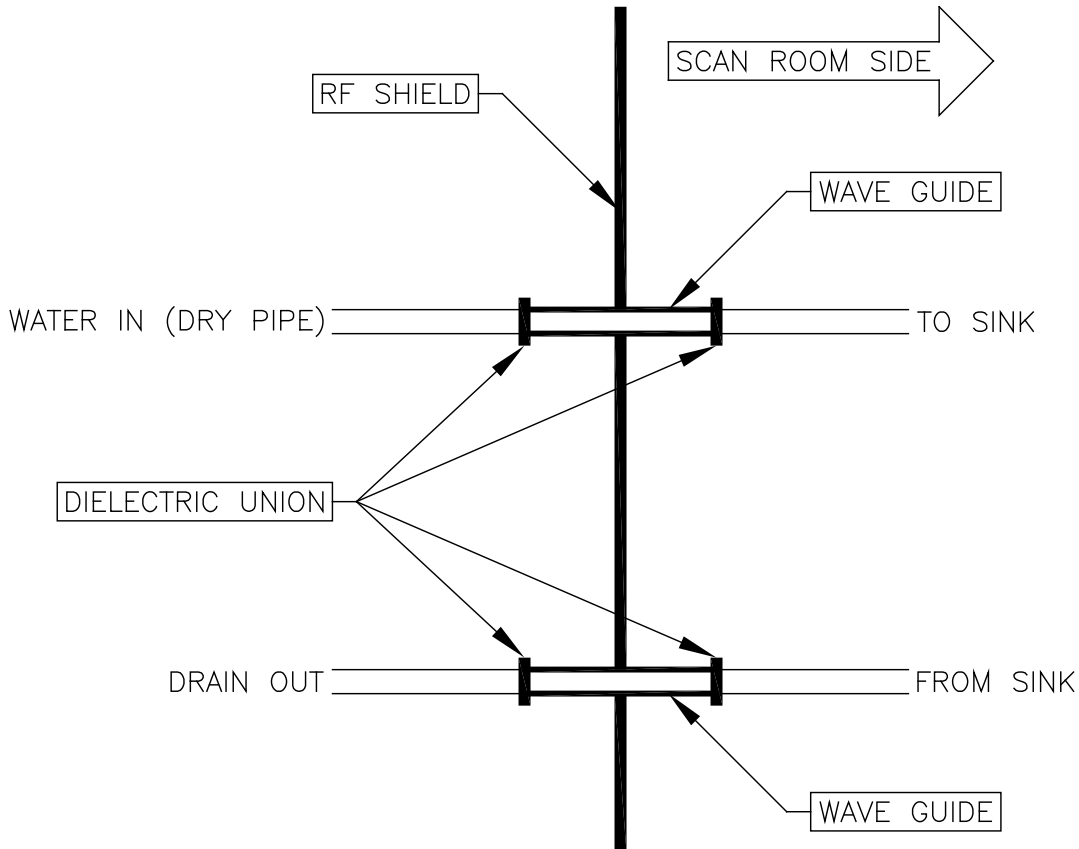 SCAN ROOM SIDE
RF SHIELD
WAVE GUIDE
WATER IN (DRY PIPE)
TO SINK
DIELECTRIC UNION
DRAIN OUT
FROM SINK
WAVE GUIDE